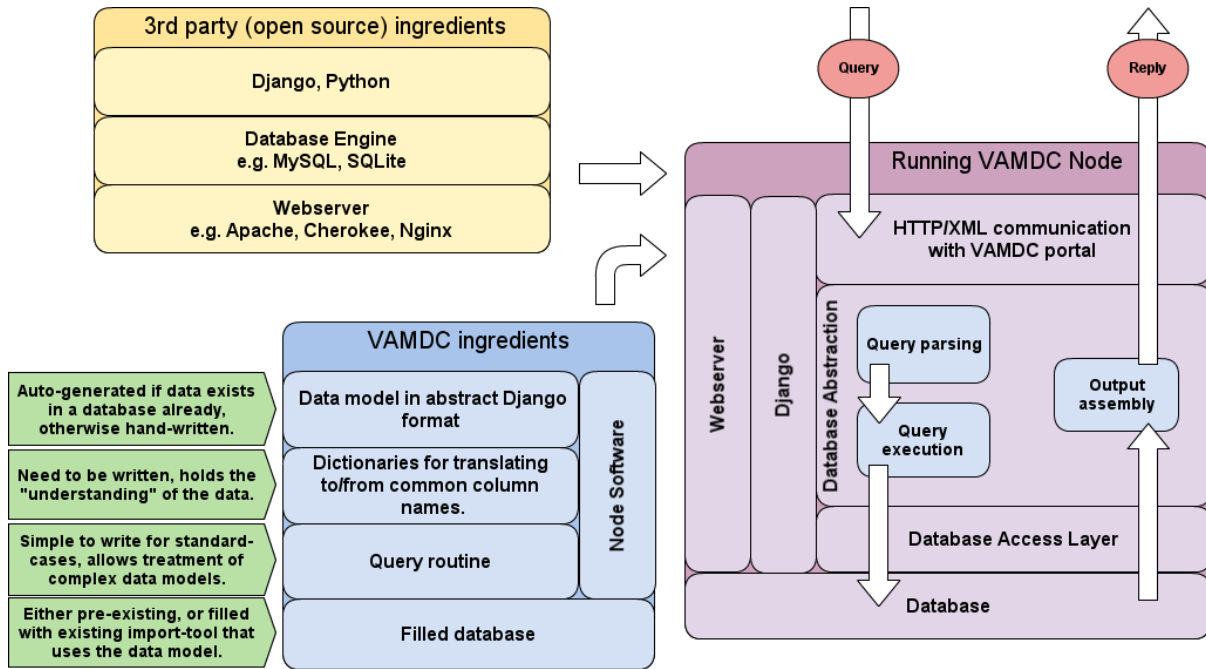 3rd party (open source) ingredients
Django, Python
Database Engine
e.g. MySQL, SQLite
Webserver
e.g. Apache, Cherokee, Nginx
VAMDC ingredients
Auto-generated if data exists
in a database already,
otherwise hand-written.
Data model in abstract Django
format
Need to be written, holds the
"understanding" of the data.
Dictionaries for translating
to/from common column
names.
Simple to write for standard-
cases, allows treatment of
complex data models.
Query routine
Either pre-existing, or filled
with existing import-tool that
uses the data model.
Filled database
Node Software
Query
Reply
Running VAMDC Node
Webserver
Django
HTTP/XML communication
with VAMDC portal
Database Abstraction
Query parsing
Query
execution
Output
assembly
Database Access Layer
Database